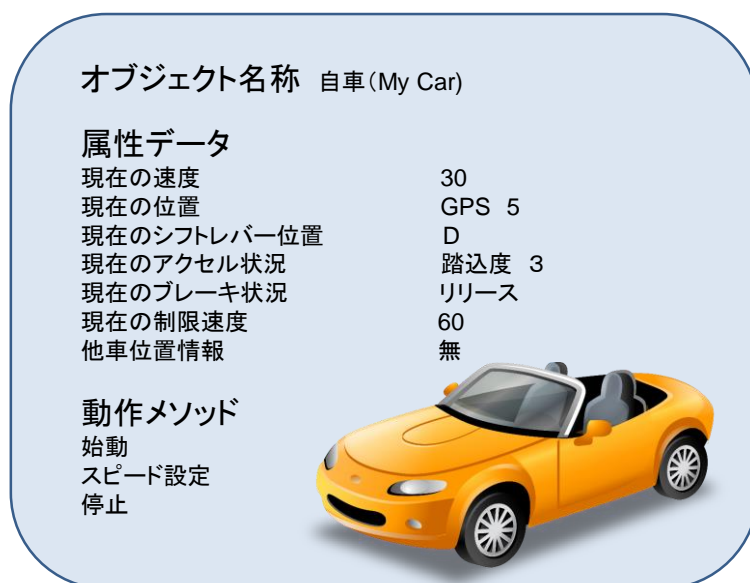 オブジェクト名称 自車(My Car)
属性データ
現在の速度 30
現在の位置 GPS 5
現在のシフトレバー位置 D
現在のアクセル状況 踏込度 3
現在のブレーキ状況 リリース
現在の制限速度 60
他車位置情報 無
動作メソッド
始動
スピード設定
停止